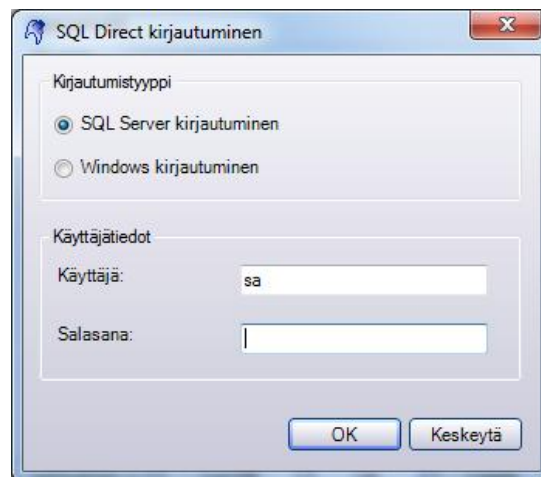 SQL Direct kirjautuminen
Kirjautumistyyppi
SQL Server kirjautuminen
Windows kirjautuminen
Käyttäjätiedot
Käyttäjä: sa
Salasana:
OK Keskeytä